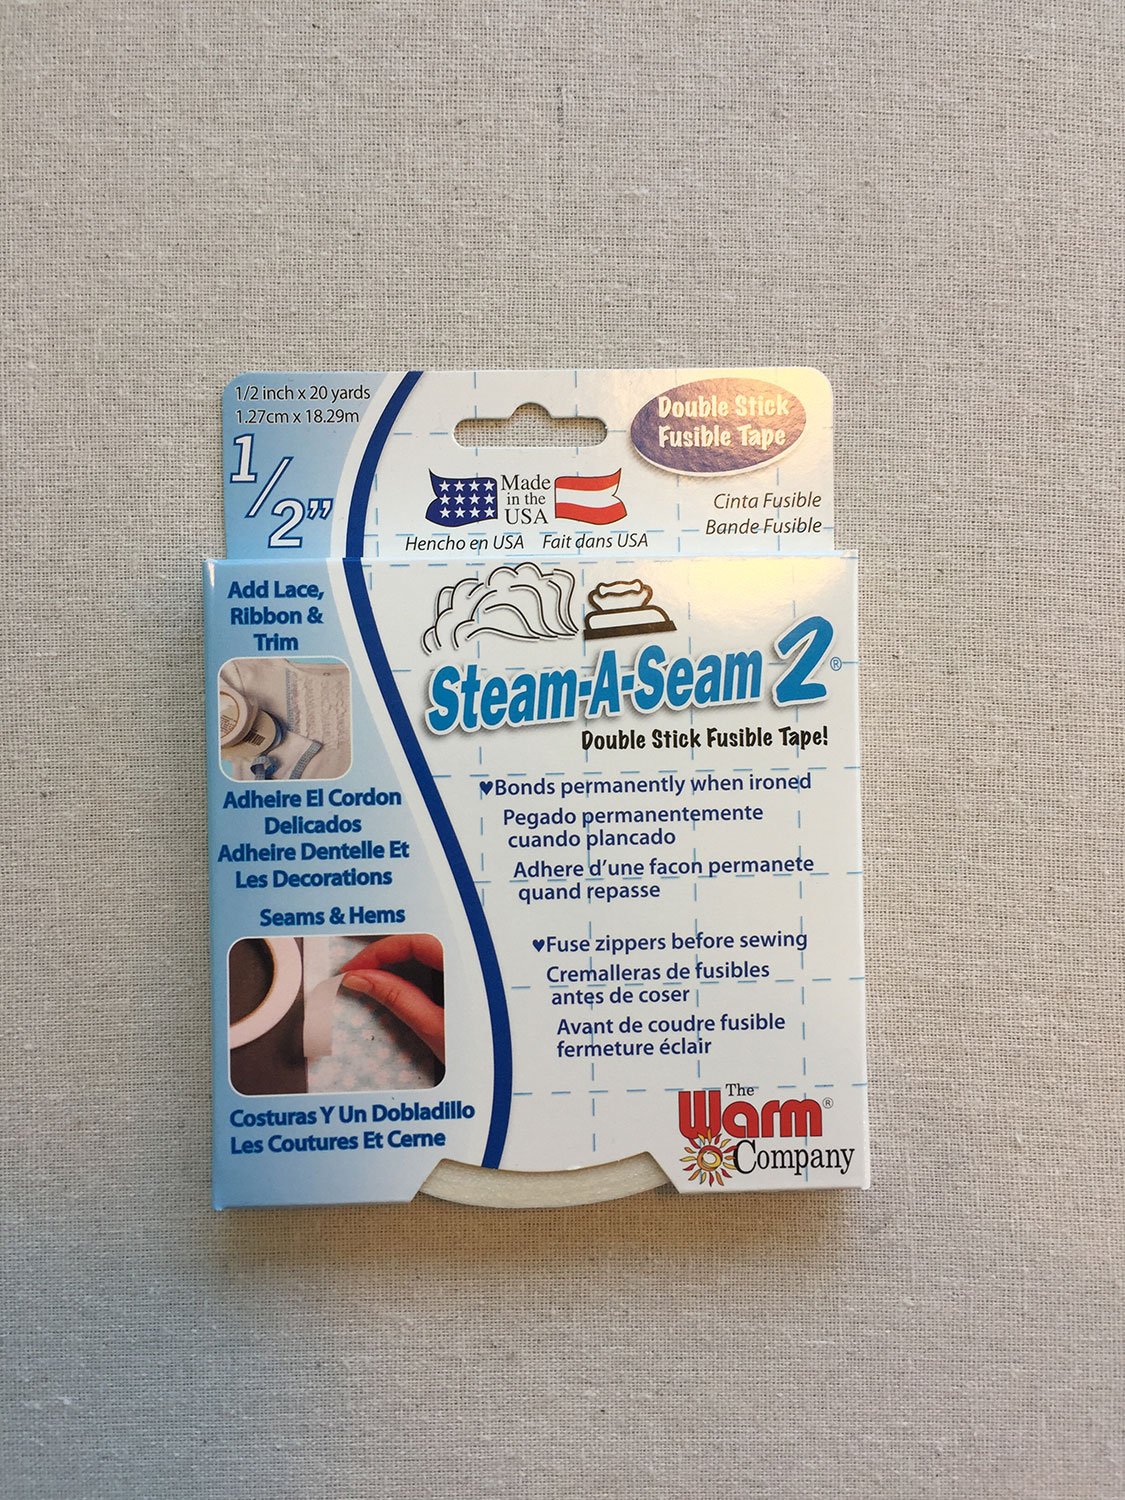 1/2 inch x 20 yards
1.27cm x 18.29m
1/2”
Double Stick
Fusible Tape
Made
in the
USA
Hencho en USA Fait dans USA
Cinta Fusible
Bande Fusible
Add Lace,
Ribbon &
Trim
Adheire El Cordon
Delicados
Adheire Dentelle Et
Les Decorations
Seams & Hems
Costuras Y Un Dobladillo
Les Coutures Et Cerne
Steam-A-Seam 2®
Double Stick Fusible Tape!
♥Bonds permanently when ironed
Pegado permanentemente
cuando plancado
Adhere d’une facon permanete
quand repasse
♥Fuse zippers before sewing
Cremalleras de fusibles
antes de coser
Avant de coudre fusible
fermeture éclair
The
Warm®
Company